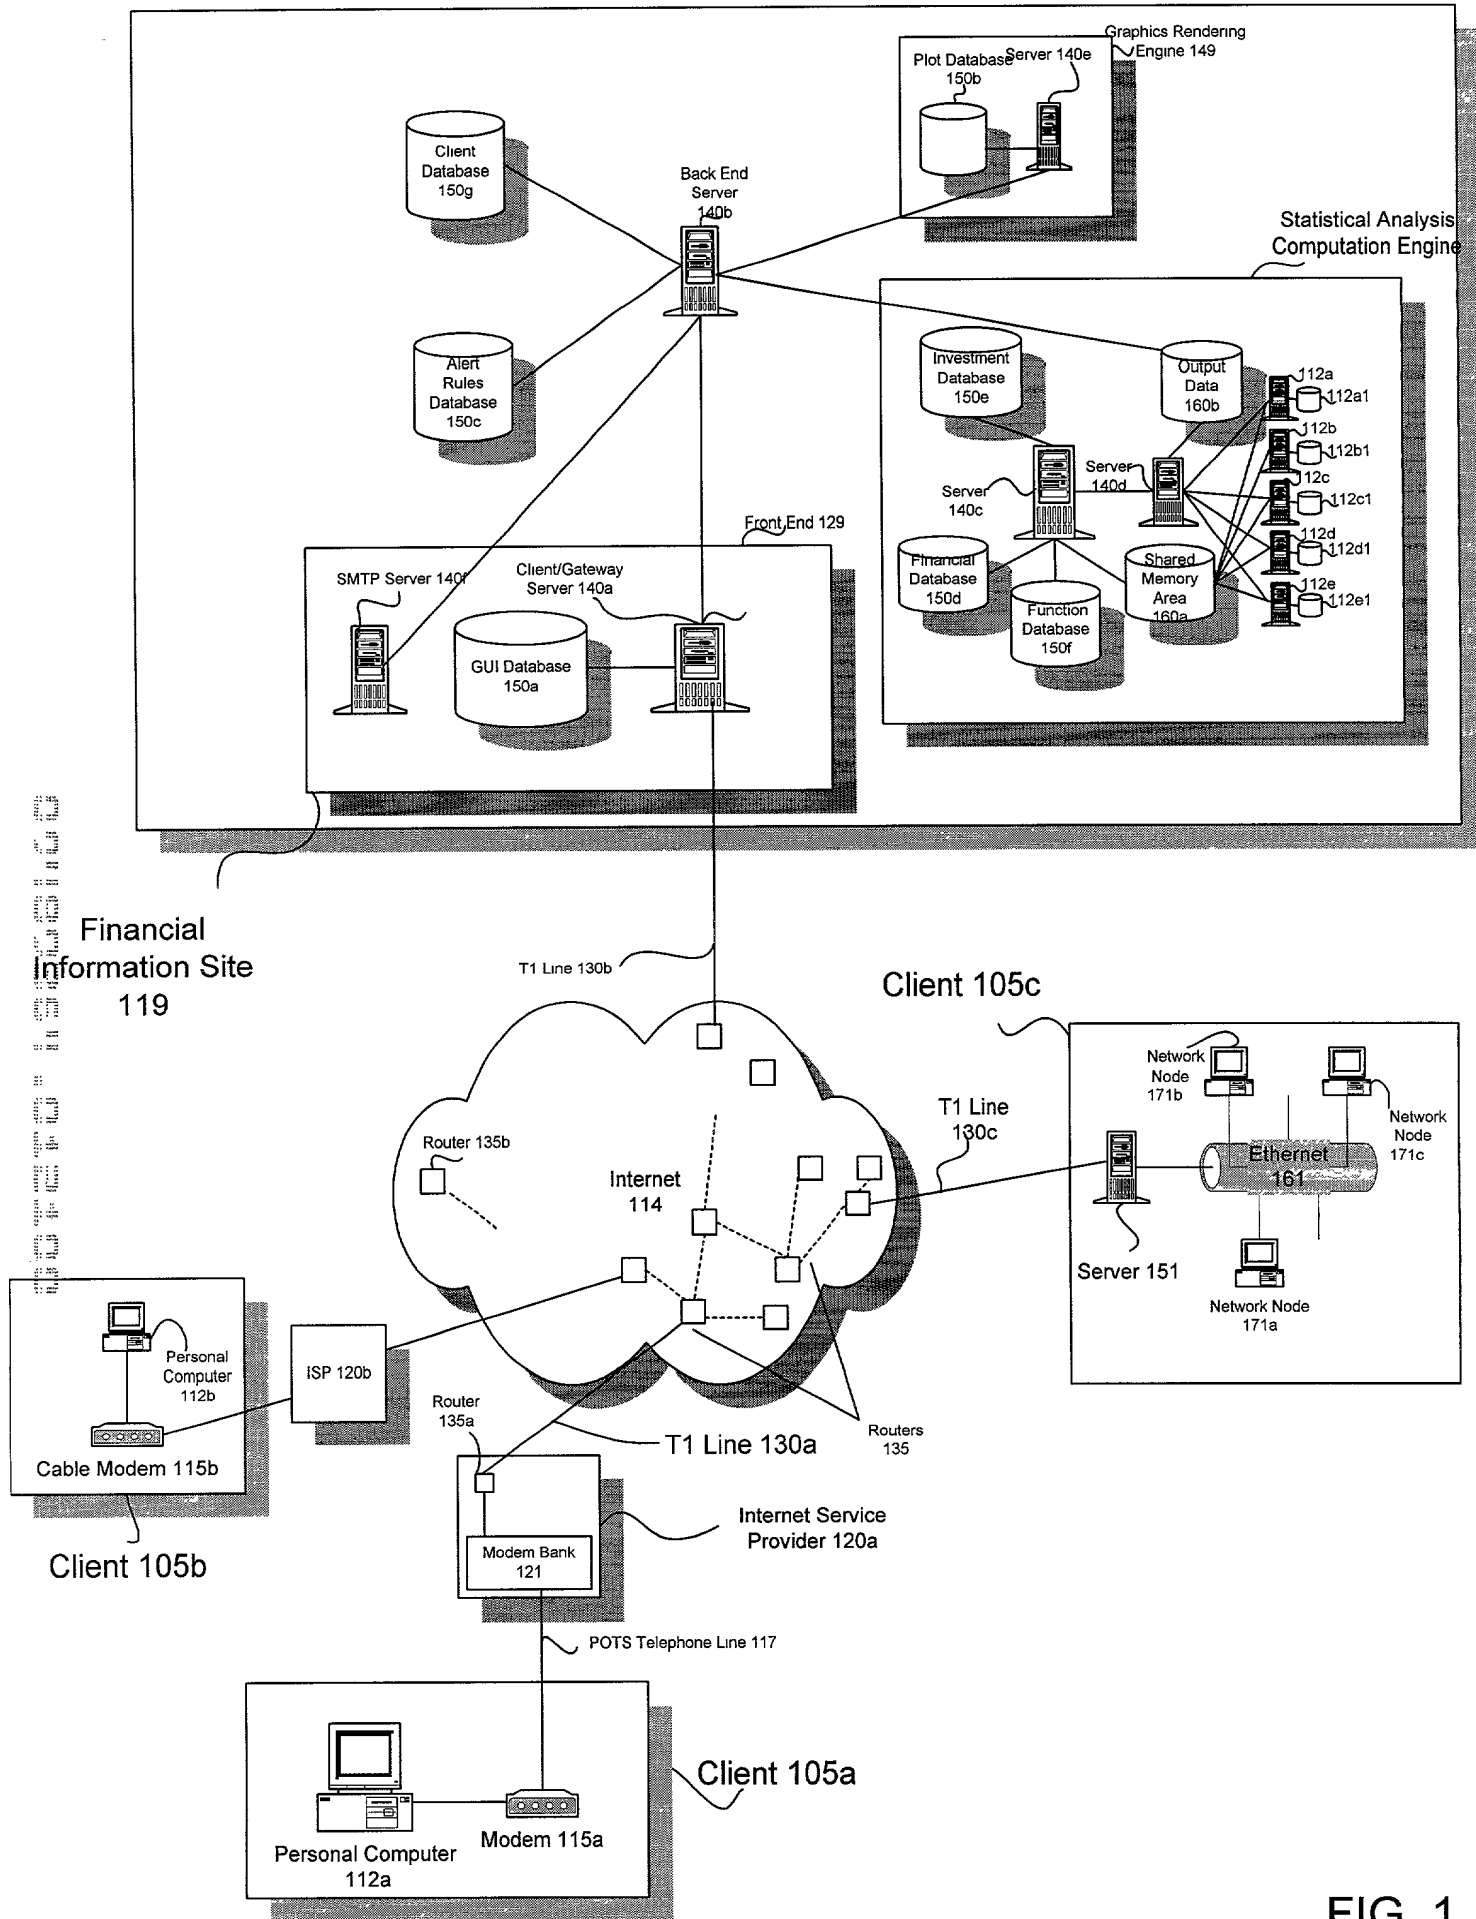 Graphics Rendering
Engine 149
Plot Database
150b
Server 140e
Client
Database
150g
Back End
Server
140b
Statistical Analysis
Computation Engine
Alert
Rules
Database
150c
Investment
Database
150e
Output
Data
160b
112a
112a1
112b
112b1
112c
112c1
112d
112d1
112e
112e1
Server
140c
Server
140d
Financial
Database
150d
Function
Database
150f
Shared
Memory
Area
160a
Front End 129
SMTP Server 140f
Client/Gateway
Server 140a
GUI Database
150a
Financial
Information Site
119
T1 Line 130b
Client 105c
Network
Node
171b
Network
Node
171c
T1 Line
130c
Ethernet
161
Server 151
Network Node
171a
Router 135b
Internet
114
Personal
Computer
112b
ISP 120b
Cable Modem 115b
Client 105b
Router
135a
T1 Line 130a
Routers
135
Internet Service
Provider 120a
Modem Bank
121
POTS Telephone Line 117
Client 105a
Personal Computer
112a
Modem 115a
FIG. 1